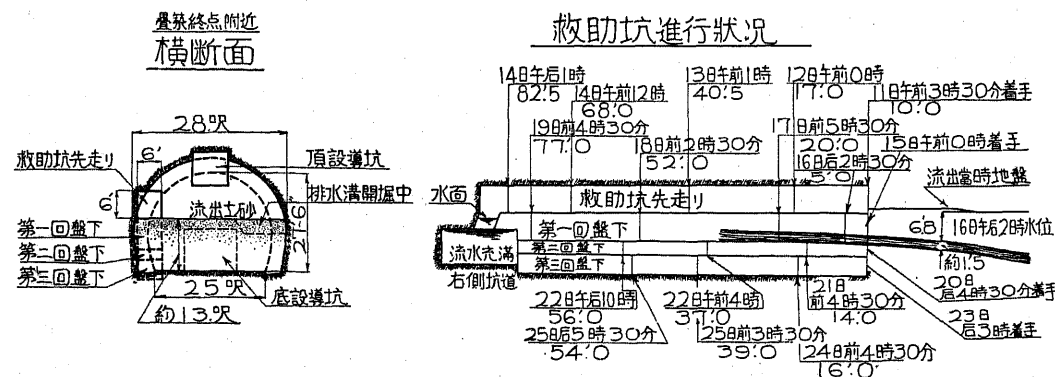 畳築終点附近
横断面
28.呎
救助坑先走り
6'
6'
頂設導坑
排水溝開堀中
流出土砂
21'-6"
第一回盤下
第二回盤下
第三回盤下
25.呎
底設導坑
約13.呎
救助坑進行状況
14日午后1時
82'.5
14日午前12時
68'.0
13日午前1時
40'.5
12日午前0時
17'.0
11日午前3時30分着手
10'.0
19日前4時30分
77'.0
18日前2時30分
52'.0
17日前5時30分
20'.0
16日后2時30分
5'.0
15日午前0時着手
流出當時地盤
水面
救助坑先走り
第一回盤下
第二回盤下
第三回盤下
流水充満
右側坑道
6'.8
16日午后2時水位
約1'.5
20日
后4時30分着手
21日
前4時30分
14'.0
22日午后10時
56'.0
22日午前4時
37'.0
23日
后3時着手
25日后5時30分
54'.0
25日前3時30分
39'.0
24日前4時30分
16'.0